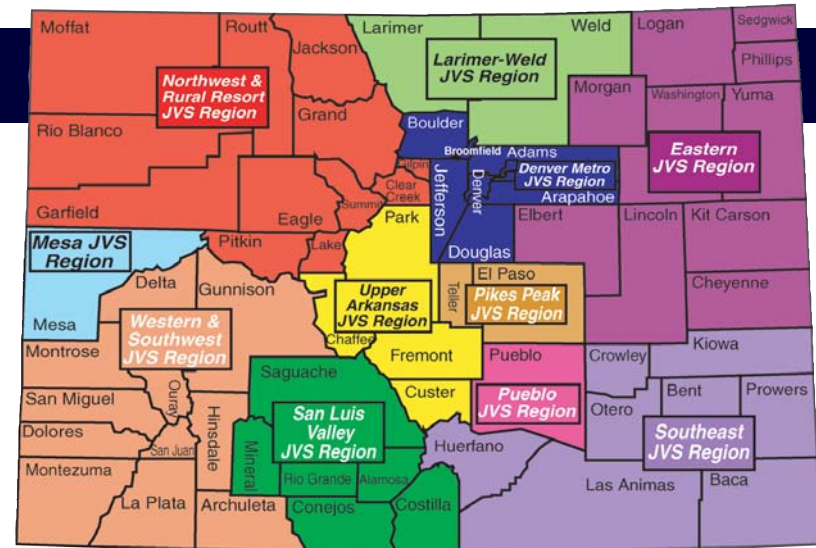 Moffat
Routt
Jackson
Larimer
Weld
Logan
Sedgwick
Phillips
Larimer-Weld
JVS Region
Northwest &
Rural Resort
JVS Region
Morgan
Washington
Yuma
Rio Blanco
Grand
Boulder
Broomfield
Adams
Eastern
JVS Region
Gilpin
Clear
Creek
Jefferson
Denver
Denver Metro
JVS Region
Arapahoe
Garfield
Eagle
Summit
Park
Douglas
Elbert
Lincoln
Kit Carson
Mesa JVS
Region
Pitkin
Lake
Delta
Gunnison
Teller
El Paso
Cheyenne
Upper
Arkansas
JVS Region
Pikes Peak
JVS Region
Mesa
Western &
Southwest
JVS Region
Chaffee
Montrose
Fremont
Pueblo
Crowley
Kiowa
Saguache
San Miguel
Ouray
Hinsdale
Custer
Pueblo
JVS Region
Bent
Prowers
Otero
San Luis
Valley
JVS Region
Dolores
San Juan
Mineral
Huerfano
Southeast
JVS Region
Montezuma
Rio Grande
Alamosa
Las Animas
Baca
La Plata
Archuleta
Conejos
Costilla